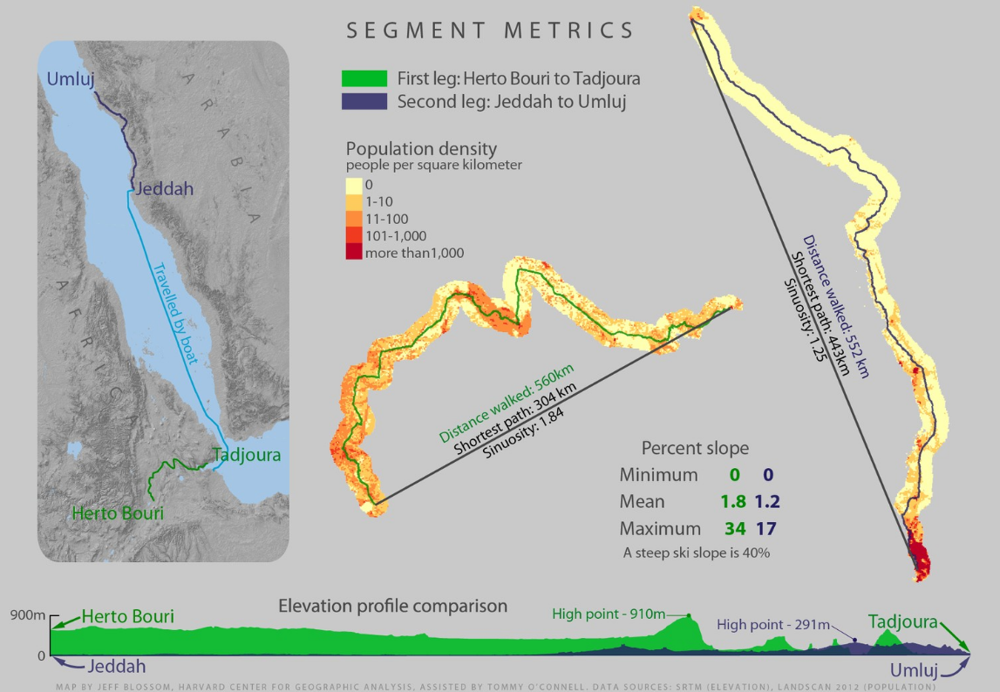 SEGMENT METRICS
First leg: Herto Bouri to Tadjoura
Second leg: Jeddah to Umluj
Population density
people per square kilometer
0
1-10
11-100
101-1,000
more than1,000
Umluj
Jeddah
ARABIA
AFRICA
Travelled by boat
Tadjoura
Herto Bouri
Distance walked: 560km
Shortest path: 304 km
Sinuosity: 1.84
Distance walked: 552 km
Shortest path: 443km
Sinuosity: 1.25
Percent slope
Minimum 0 0
Mean 1.8 1.2
Maximum 34 17
A steep ski slope is 40%
Elevation profile comparison
900m
0
Herto Bouri
Jeddah
High point - 910m
High point - 291m
Tadjoura
Umluj
MAP BY JEFF BLOSSOM, HARVARD CENTER FOR GEOGRAPHIC ANALYSIS, ASSISTED BY TOMMY O'CONNELL. DATA SOURCES: SRTM (ELEVATION), LANDSCAN 2012 (POPULATION)